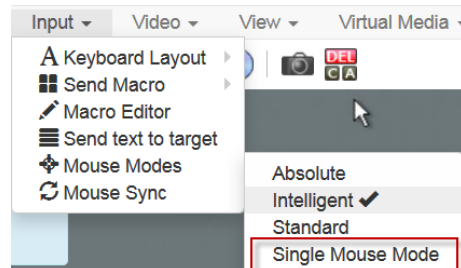 Input Video View Virtual Media
A Keyboard Layout
DEL
C A
Send Macro
Macro Editor
Send text to target
Mouse Modes
Mouse Sync
Absolute
Intelligent
Standard
Single Mouse Mode